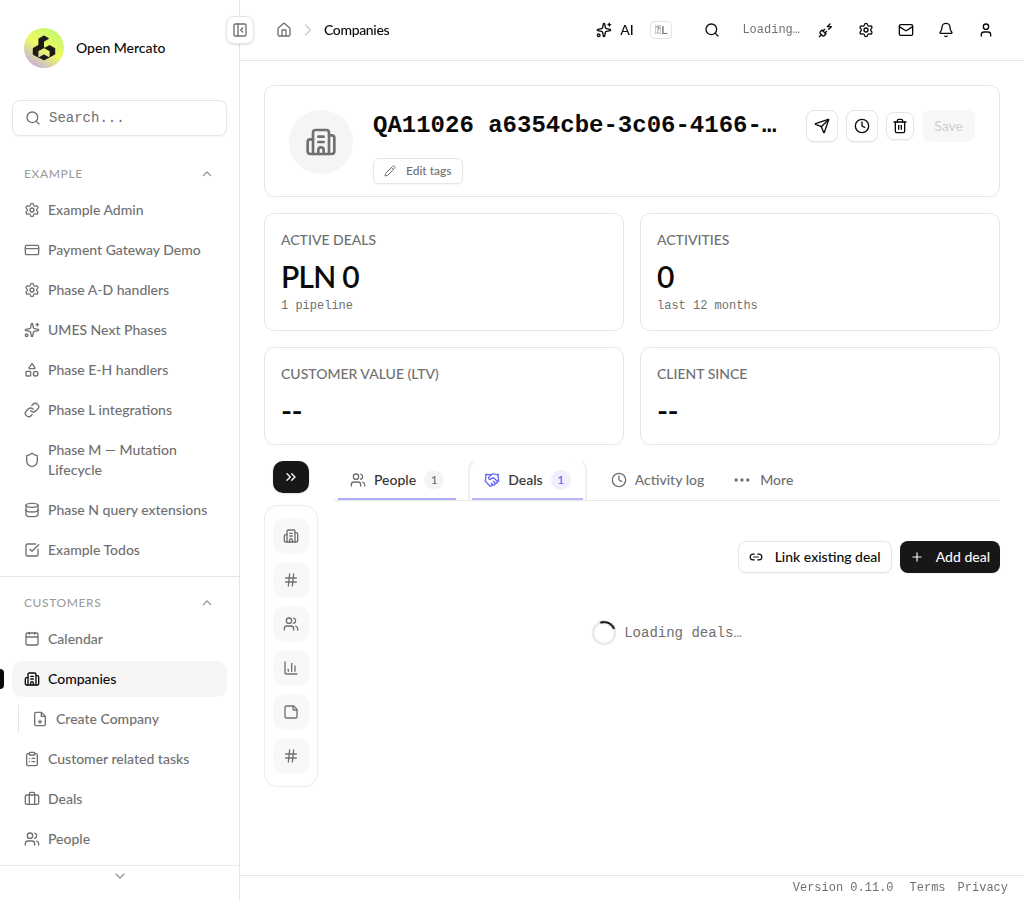 Open Mercato
Companies
AI
L
Loading…
Search...
EXAMPLE
Example Admin
Payment Gateway Demo
Phase A-D handlers
UMES Next Phases
Phase E-H handlers
Phase L integrations
Phase M — Mutation
Lifecycle
Phase N query extensions
Example Todos
CUSTOMERS
Calendar
Companies
Create Company
Customer related tasks
Deals
People
QA11026 a6354cbe-3c06-4166-…
Save
Edit tags
ACTIVE DEALS
PLN 0
1 pipeline
ACTIVITIES
0
last 12 months
CUSTOMER VALUE (LTV)
--
CLIENT SINCE
--
People 1
Deals 1
Activity log
More
Link existing deal
Add deal
Loading deals…
Version 0.11.0
Terms
Privacy